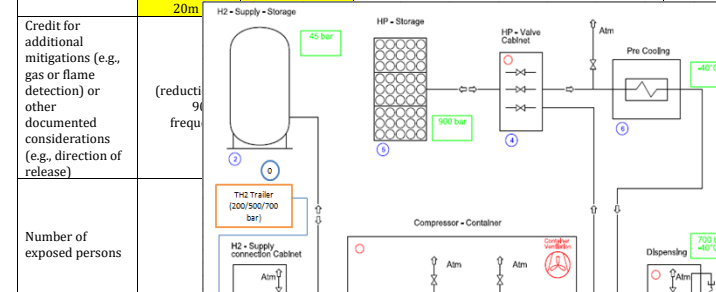 20m
Credit for
additional
mitigations (e.g.,
gas or flame
detection) or
other
documented
considerations
(e.g., direction of
release)
(reducti
90
frequ
Number of
exposed persons
H2 - Supply - Storage
45 bar
2
0
TH2 Trailer
(200/500/700
bar)
H2 - Supply
connection Cabinet
Atm
HP - Storage
900 bar
5
HP - Valve
Cabinet
4
Atm
Pre Cooling
-40°C
6
Compressor - Container
Atm
Atm
Container
Ventilation
Dispensing
700 b
-40°C
Atm